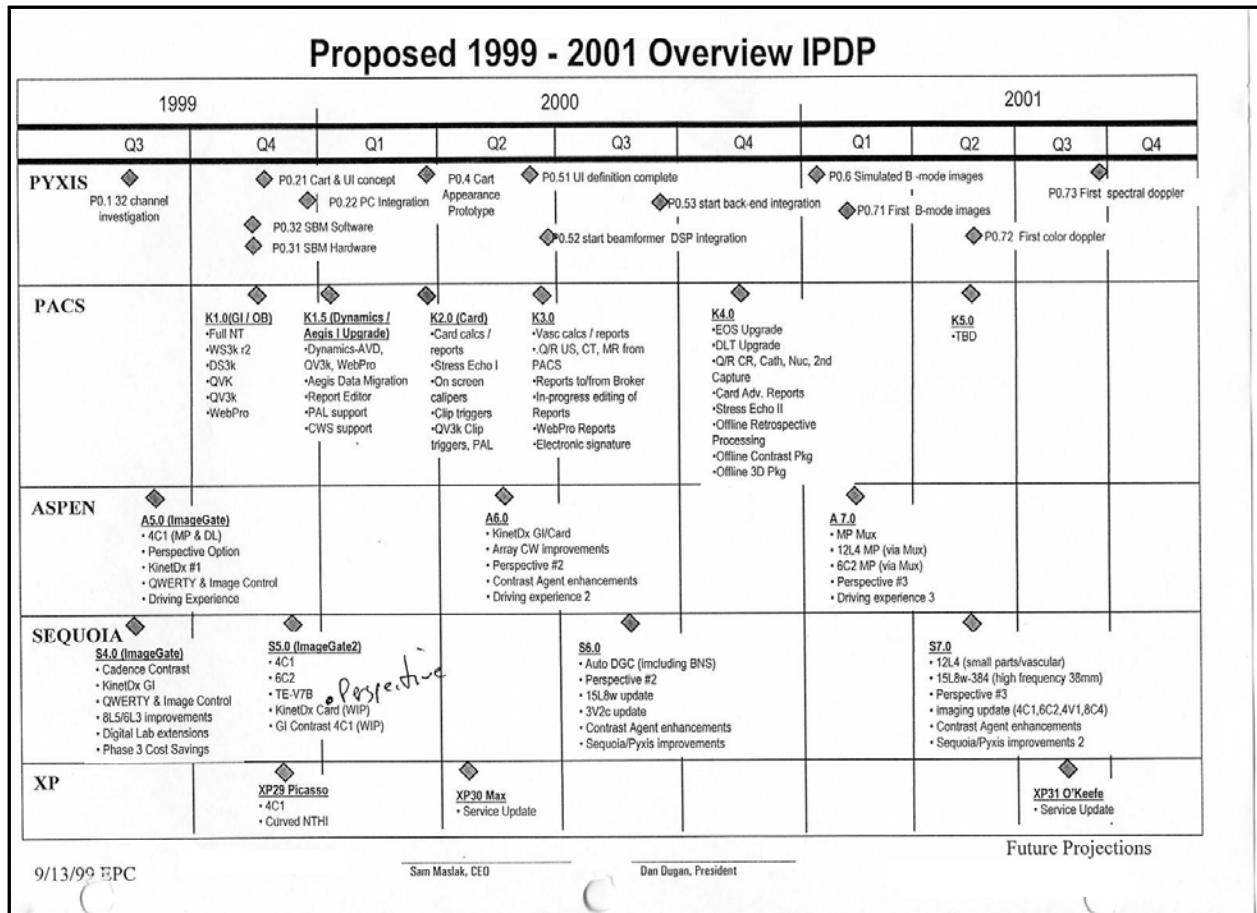 Proposed 1999 - 2001 Overview IPDP
1999 2000 2001
Q3 Q4 Q1 Q2 Q3 Q4 Q1 Q2 Q3 Q4
PYXIS
P0.1 32 channel
investigation
P0.21 Cart & UI concept
P0.22 PC Integration
P0.32 SBM Software
P0.31 SBM Hardware
P0.4 Cart
Appearance
Prototype
P0.51 UI definition complete
P0.53 start back-end integration
P0.52 start beamformer DSP integration
P0.6 Simulated B -mode images
P0.71 First B-mode images
P0.72 First color doppler
P0.73 First spectral doppler
PACS
K1.0(GI / OB)
•Full NT
•WS3k r2
•DS3k
•QVK
•QV3k
•WebPro
K1.5 (Dynamics /
Aegis I Upgrade)
•Dynamics-AVD,
QV3k, WebPro
•Aegis Data Migration
•Report Editor
•PAL support
•CWS support
K2.0 (Card)
•Card calcs /
reports
•Stress Echo I
•On screen
calipers
•Clip triggers
•QV3k Clip
triggers, PAL
K3.0
•Vasc calcs / reports
•.Q/R US, CT, MR from
PACS
•Reports to/from Broker
•In-progress editing of
Reports
•WebPro Reports
•Electronic signature
K4.0
•EOS Upgrade
•DLT Upgrade
•Q/R CR, Cath, Nuc, 2nd
Capture
•Card Adv. Reports
•Stress Echo II
•Offline Retrospective
Processing
•Offline Contrast Pkg
•Offline 3D Pkg
K5.0
•TBD
ASPEN
A5.0 (ImageGate)
• 4C1 (MP & DL)
• Perspective Option
• KinetDx #1
• QWERTY & Image Control
• Driving Experience
A6.0
• KinetDx GI/Card
• Array CW improvements
• Perspective #2
• Contrast Agent enhancements
• Driving experience 2
A 7.0
• MP Mux
• 12L4 MP (via Mux)
• 6C2 MP (via Mux)
• Perspective #3
• Driving experience 3
SEQUOIA
S4.0 (ImageGate)
• Cadence Contrast
• KinetDx GI
• QWERTY & Image Control
• 8L5/6L3 improvements
• Digital Lab extensions
• Phase 3 Cost Savings
S5.0 (ImageGate2)
• 4C1
• 6C2
• TE-V7B
• KinetDx Card (WIP)
• GI Contrast 4C1 (WIP)
• Perspective
S6.0
• Auto DGC (including BNS)
• Perspective #2
• 15L8w update
• 3V2c update
• Contrast Agent enhancements
• Sequoia/Pyxis improvements
S7.0
• 12L4 (small parts/vascular)
• 15L8w-384 (high frequency 38mm)
• Perspective #3
• imaging update (4C1,6C2,4V1,8C4)
• Contrast Agent enhancements
• Sequoia/Pyxis improvements 2
XP
XP29 Picasso
• 4C1
• Curved NTHI
XP30 Max
• Service Update
XP31 O'Keefe
• Service Update
Future Projections
9/13/99 EPC
Sam Maslak, CEO
Dan Dugan, President